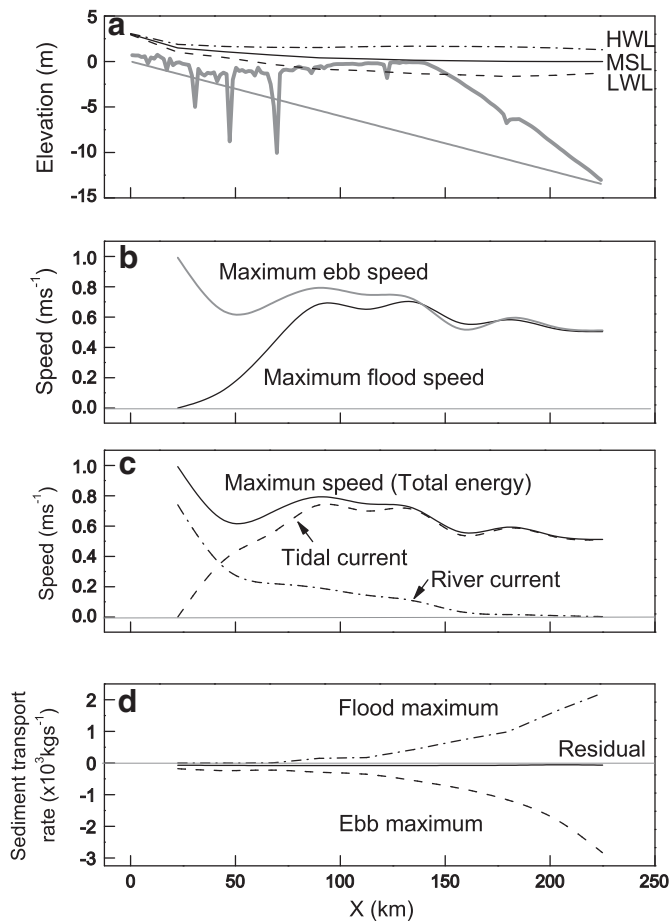 a
HWL
MSL
LWL
Elevation (m)
5
0
-5
-10
-15
b
Maximum ebb speed
Maximum flood speed
Speed (ms⁻¹)
1.0
0.8
0.6
0.4
0.2
0.0
c
Maximun speed (Total energy)
Tidal current
River current
Speed (ms⁻¹)
1.0
0.8
0.6
0.4
0.2
0.0
d
Flood maximum
Residual
Ebb maximum
Sediment transport
rate (x10³kgs⁻¹)
2
1
0
-1
-2
-3
0 50 100 150 200 250
X (km)